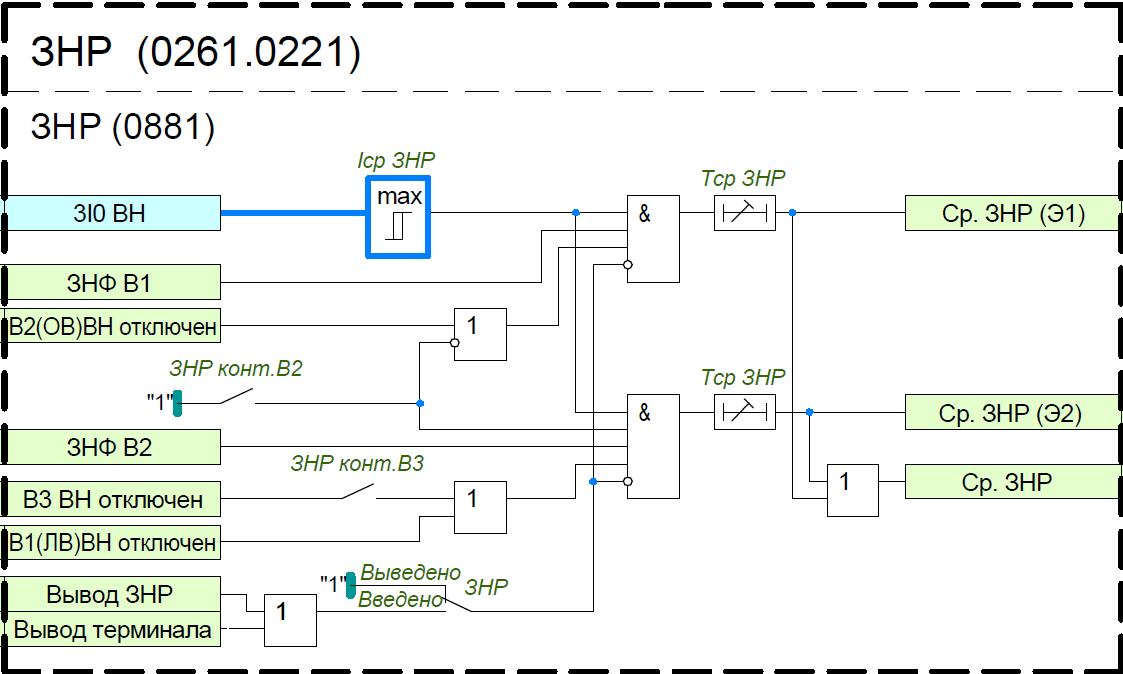 ЗНР (0261.0221)
ЗНР (0881)
Iср ЗНР
max
3I0 ВН
&
Тср ЗНР
Ср. ЗНР (Э1)
ЗНФ В1
В2(ОВ)ВН отключен
1
ЗНР конт.В2
"1"
Тср ЗНР
&
Ср. ЗНР (Э2)
ЗНФ В2
ЗНР конт.В3
В3 ВН отключен
1
1
Ср. ЗНР
В1(ЛВ)ВН отключен
"1"
Выведено
Введено
ЗНР
Вывод ЗНР
1
Вывод терминала